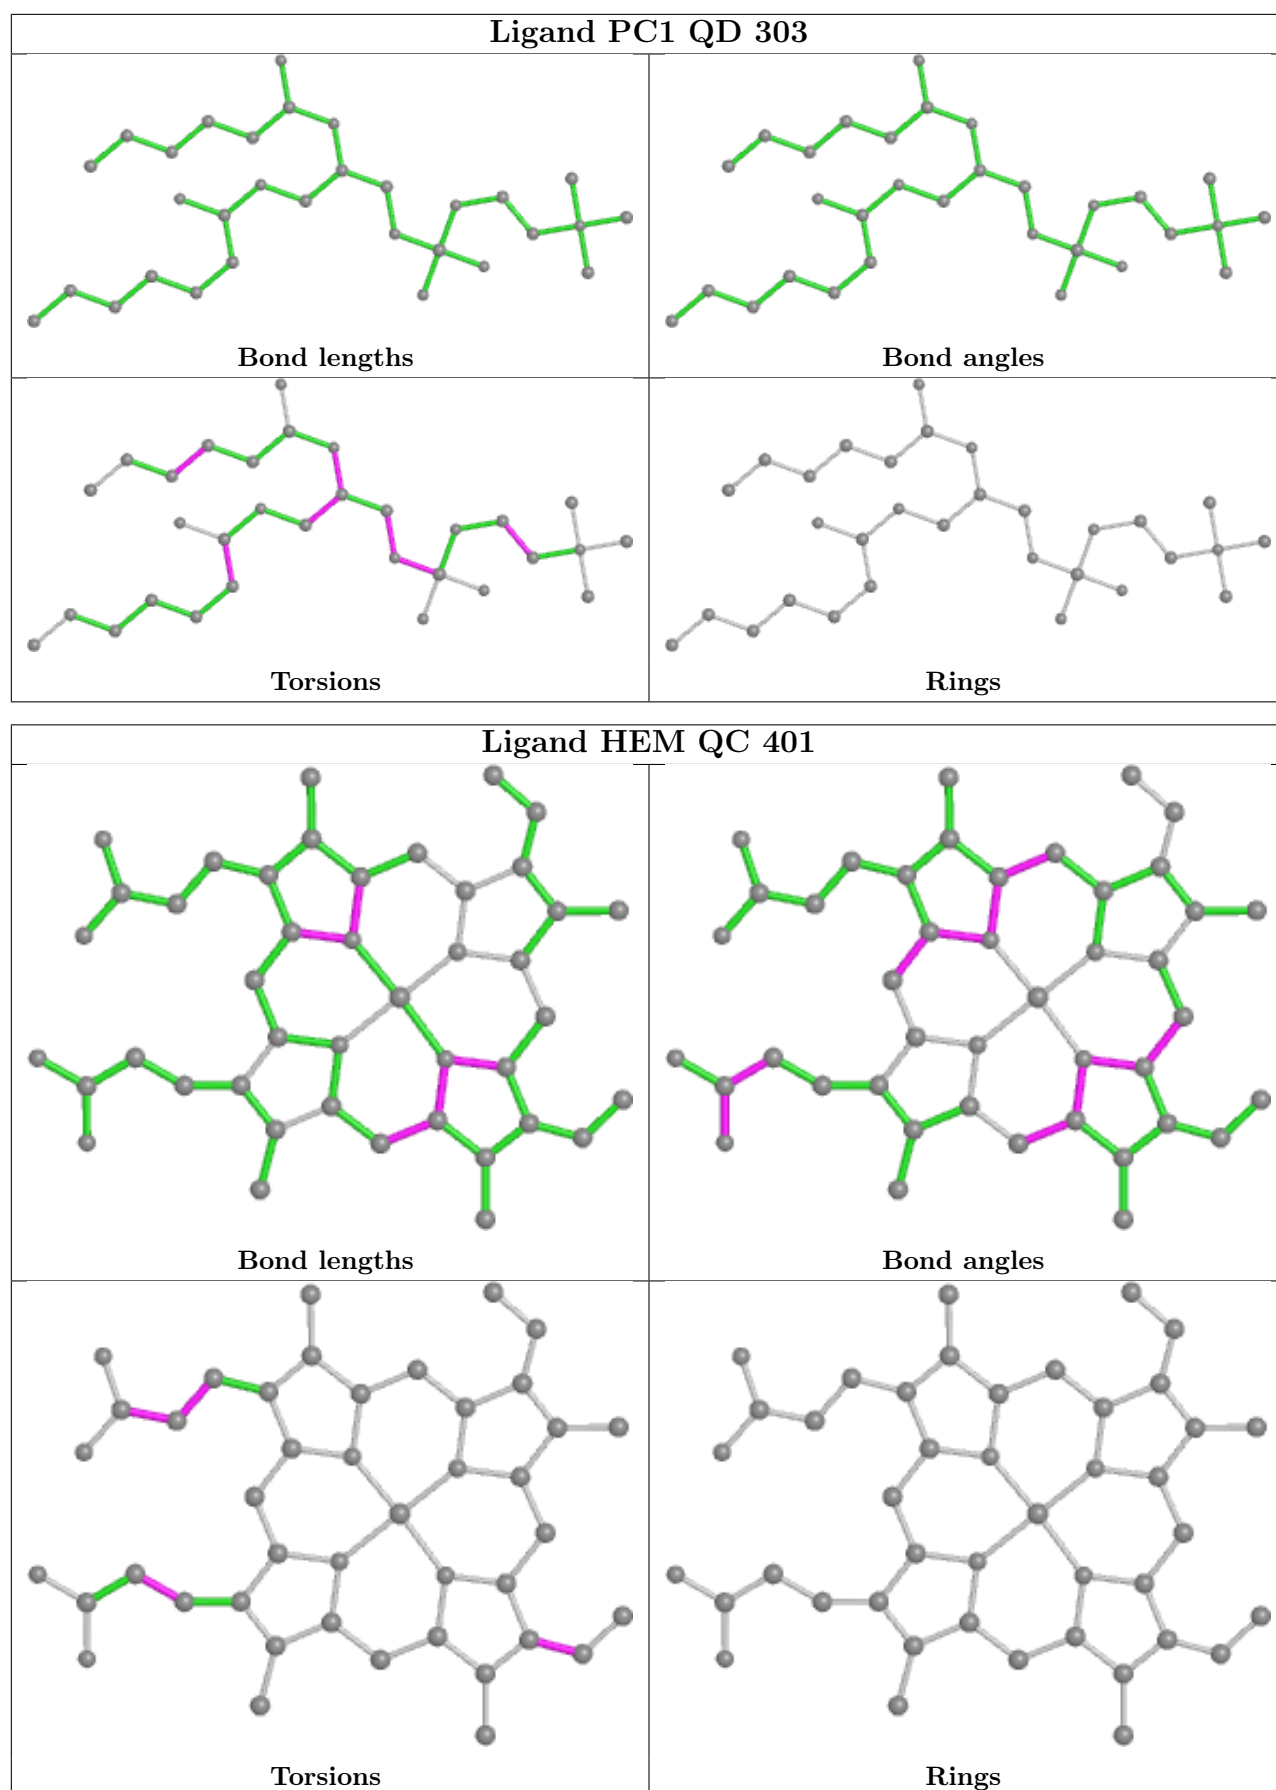 Ligand PC1 QD 303
Bond lengths
Bond angles
Torsions
Rings
Ligand HEM QC 401
Bond lengths
Bond angles
Torsions
Rings